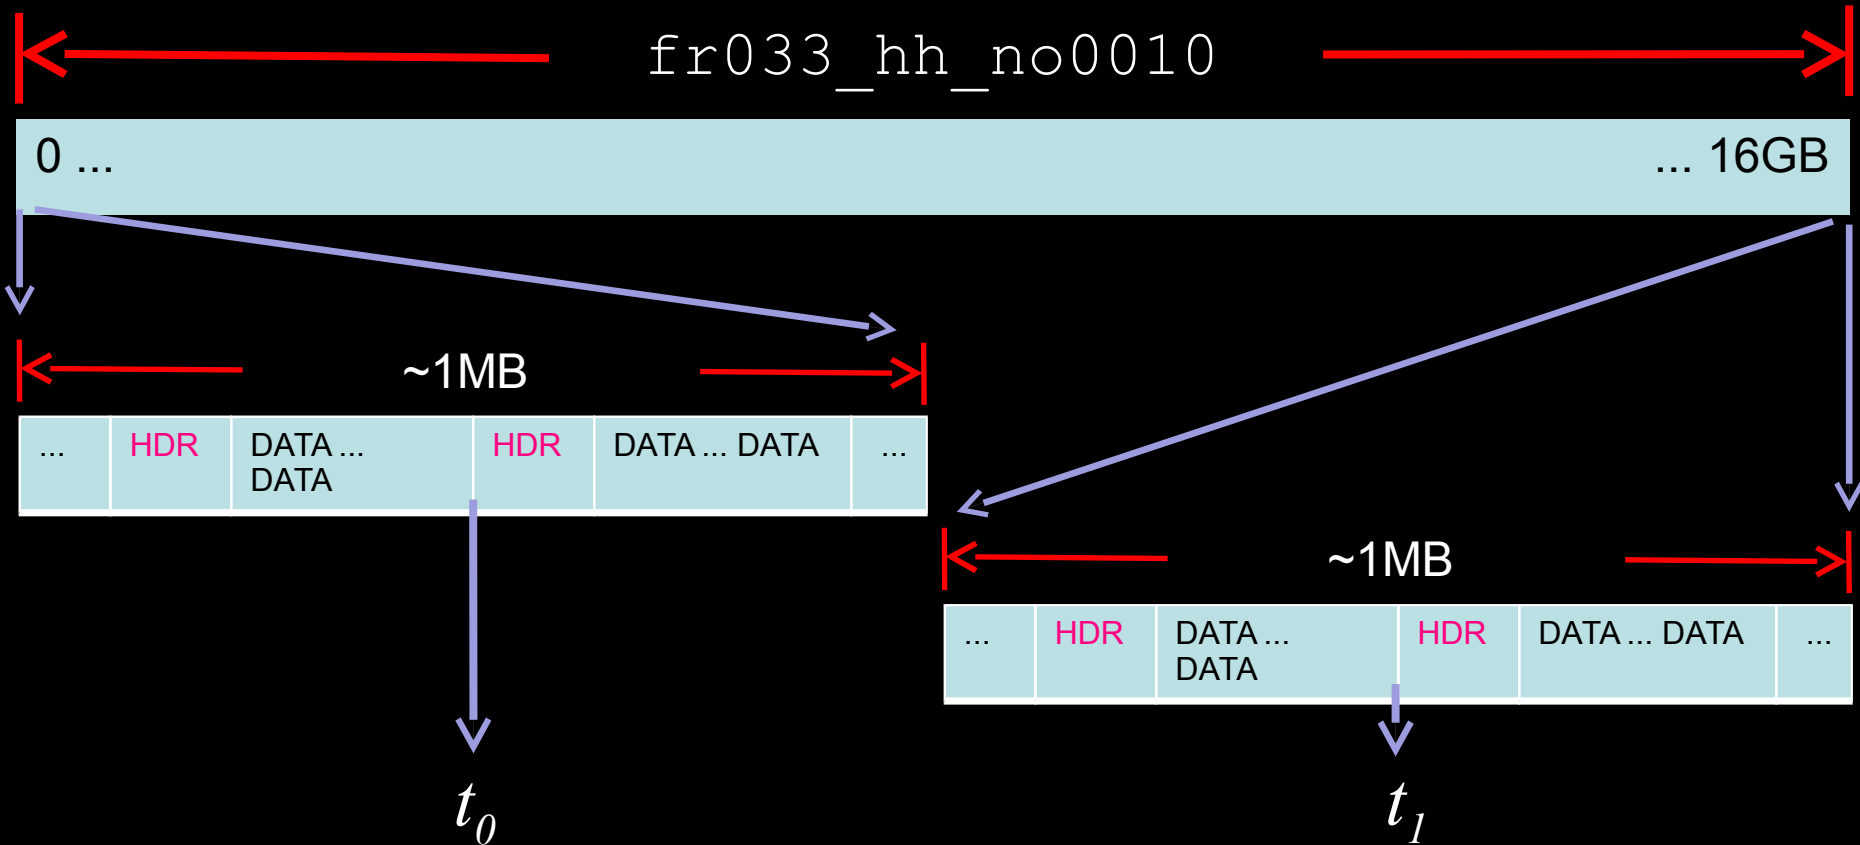 fr033_hh_no0010
0 ... ... 16GB
~1MB
... HDR DATA ... HDR DATA ... DATA ...
DATA
~1MB
... HDR DATA ... HDR DATA ... DATA ...
DATA
t0 t1